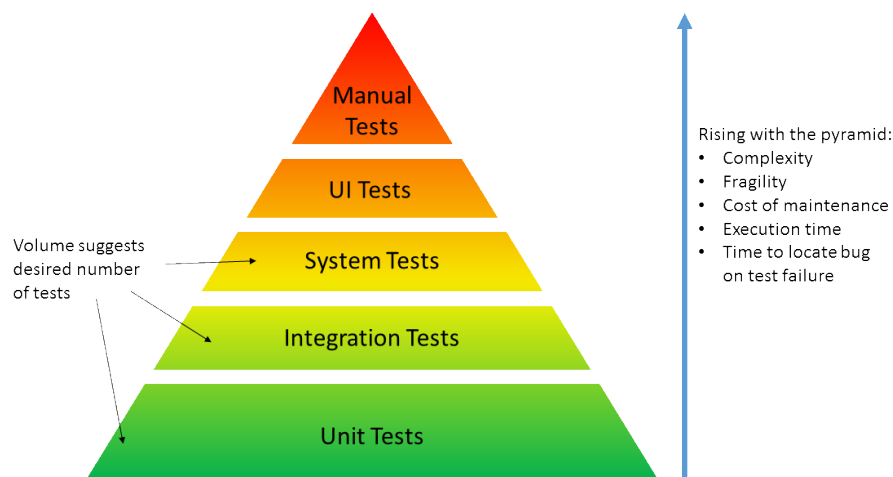 Manual
Tests
UI Tests
System Tests
Integration Tests
Unit Tests
Volume suggests
desired number
of tests
Rising with the pyramid:
• Complexity
• Fragility
• Cost of maintenance
• Execution time
• Time to locate bug
on test failure